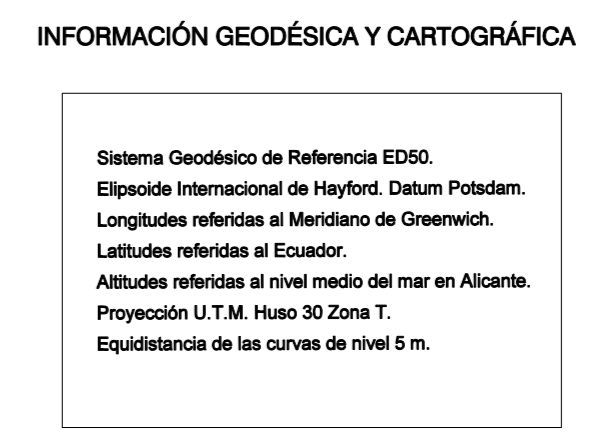 INFORMACIÓN GEODÉSICA Y CARTOGRÁFICA
Sistema Geodésico de Referencia ED50.
Elipsoide Internacional de Hayford. Datum Potsdam.
Longitudes referidas al Meridiano de Greenwich.
Latitudes referidas al Ecuador.
Altitudes referidas al nivel medio del mar en Alicante.
Proyección U.T.M. Huso 30 Zona T.
Equidistancia de las curvas de nivel 5 m.